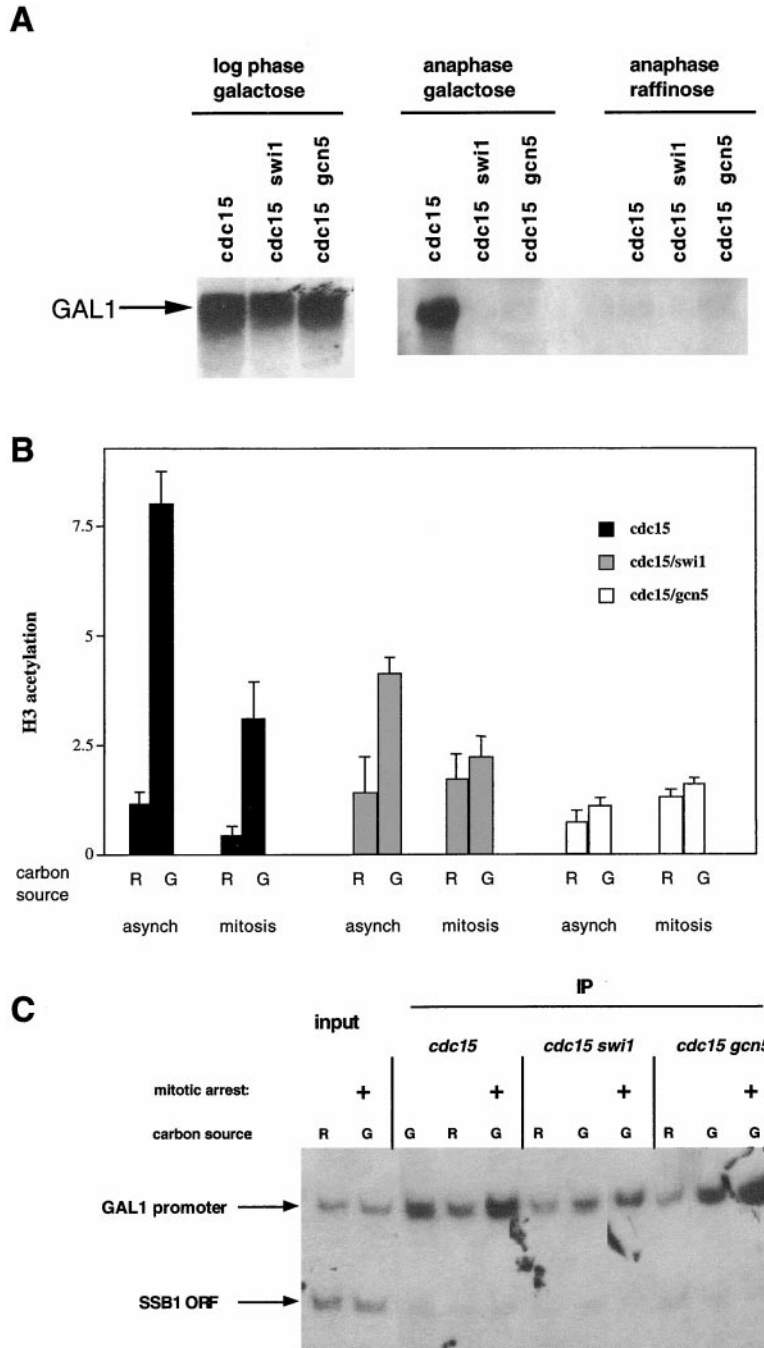 A
log phase galactose
anaphase galactose
anaphase raffinose
cdc15
cdc15 swi1
cdc15 gcn5
cdc15
cdc15 swi1
cdc15 gcn5
cdc15
cdc15 swi1
cdc15 gcn5
GAL1
B
H3 acetylation
7.5
5
2.5
0
cdc15
cdc15/swi1
cdc15/gcn5
carbon source
R G R G R G R G R G R G
asynch mitosis asynch mitosis asynch mitosis
C
IP
input
cdc15 cdc15 swi1 cdc15 gcn5
mitotic arrest: + + + +
carbon source R G G R G R G G R G G
GAL1 promoter
SSB1 ORF